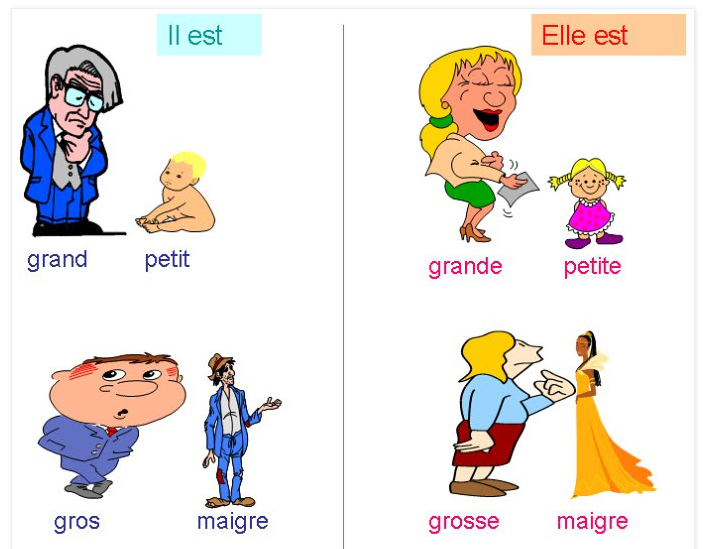 Il est
Elle est
grand petit
grande petite
gros maigre
grosse maigre